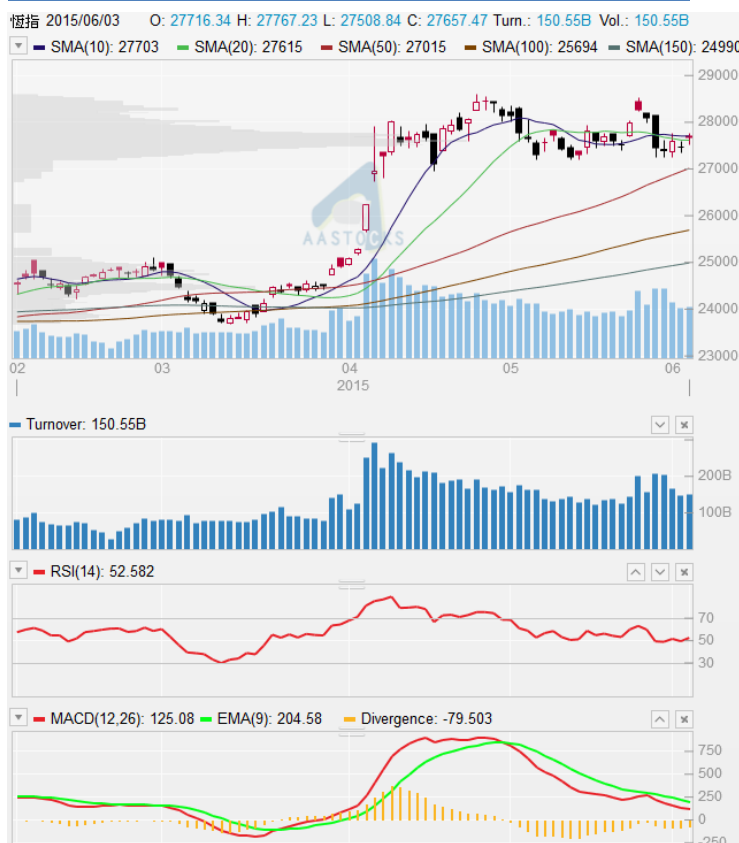 恆指 2015/06/03 O: 27716.34 H: 27767.23 L: 27508.84 C: 27657.47 Turn.: 150.55B Vol.: 150.55B
SMA(10): 27703 SMA(20): 27615 SMA(50): 27015 SMA(100): 25694 SMA(150): 24990
29000
28000
27000
26000
AASTOCKS
25000
24000
23000
02 03 04 05 06
2015
Turnover: 150.55B
200B
100B
RSI(14): 52.582
70
50
30
MACD(12,26): 125.08 EMA(9): 204.58 Divergence: -79.503
750
500
250
0
-250